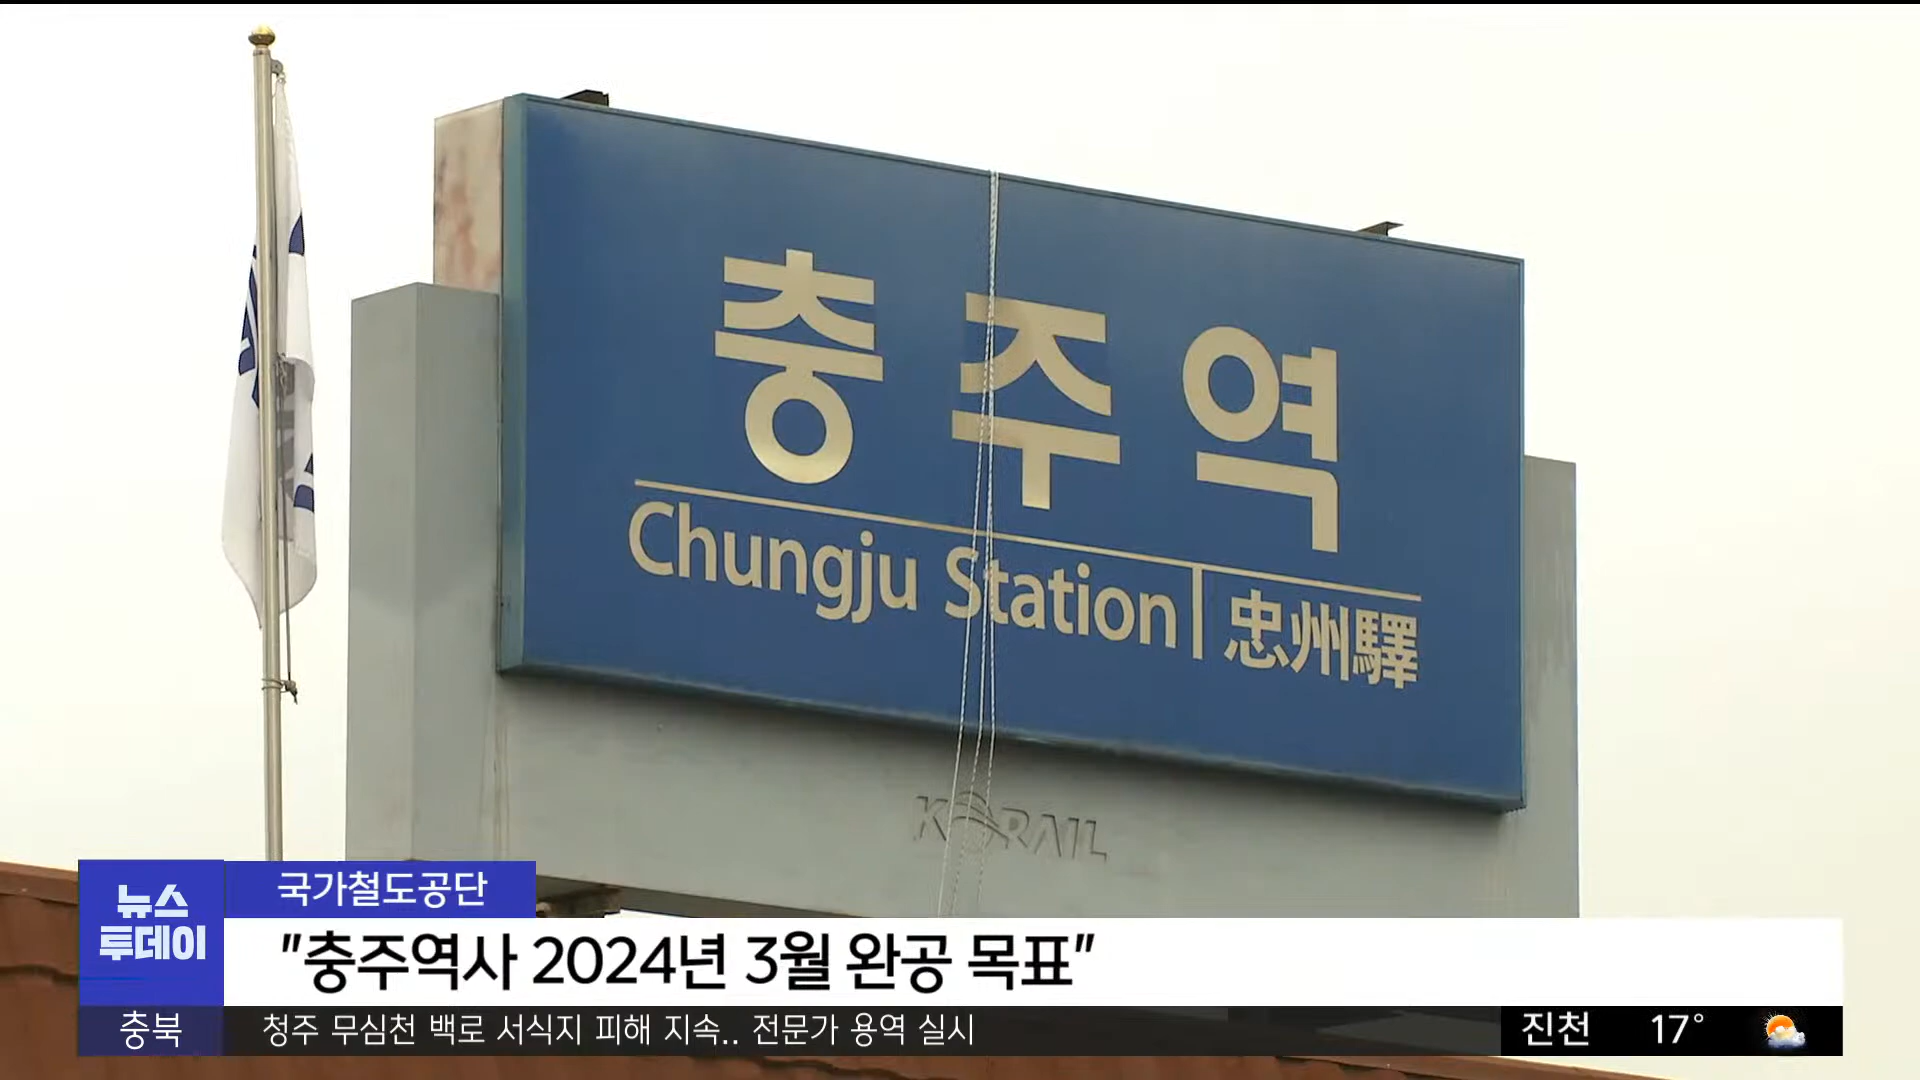 충주역
Chungju Station 忠州驛
KORAIL
뉴스
투데이
국가철도공단
"충주역사 2024년 3월 완공 목표"
충북
청주 무심천 백로 서식지 피해 지속.. 전문가 용역 실시
진천 17°